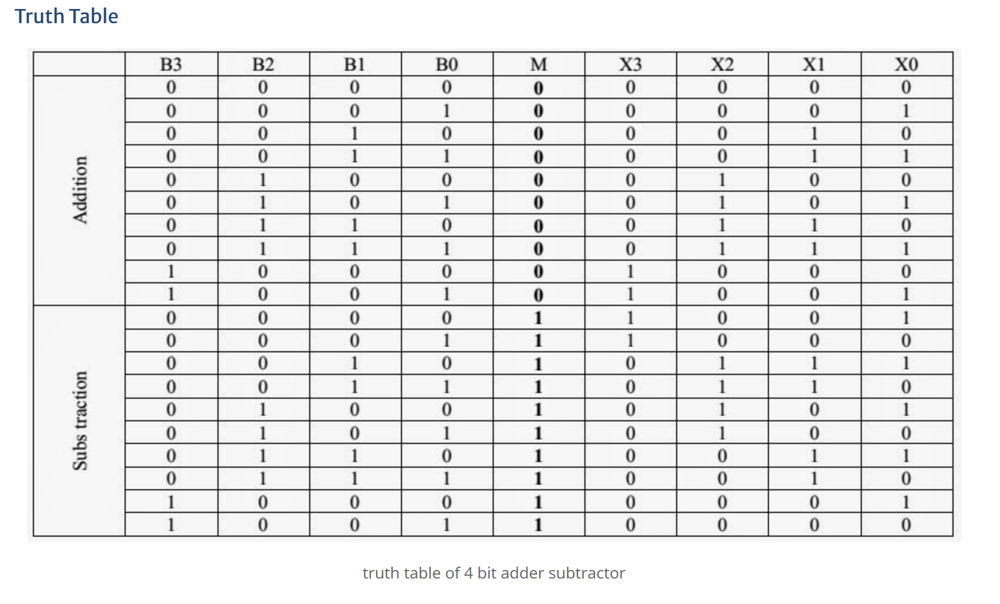 Truth Table
B3 B2 B1 B0 M X3 X2 X1 X0
Addition
0 0 0 0 0 0 0 0 0
0 0 0 1 0 0 0 0 1
0 0 1 0 0 0 0 1 0
0 0 1 1 0 0 0 1 1
0 1 0 0 0 0 1 0 0
0 1 0 1 0 0 1 0 1
0 1 1 0 0 0 1 1 0
0 1 1 1 0 0 1 1 1
1 0 0 0 0 1 0 0 0
1 0 0 1 0 1 0 0 1
Subs traction
0 0 0 0 1 1 0 0 1
0 0 0 1 1 1 0 0 0
0 0 1 0 1 0 1 1 1
0 0 1 1 1 0 1 1 0
0 1 0 0 1 0 1 0 1
0 1 0 1 1 0 1 0 0
0 1 1 0 1 0 0 1 1
0 1 1 1 1 0 0 1 0
1 0 0 0 1 0 0 0 1
1 0 0 1 1 0 0 0 0
truth table of 4 bit adder subtractor